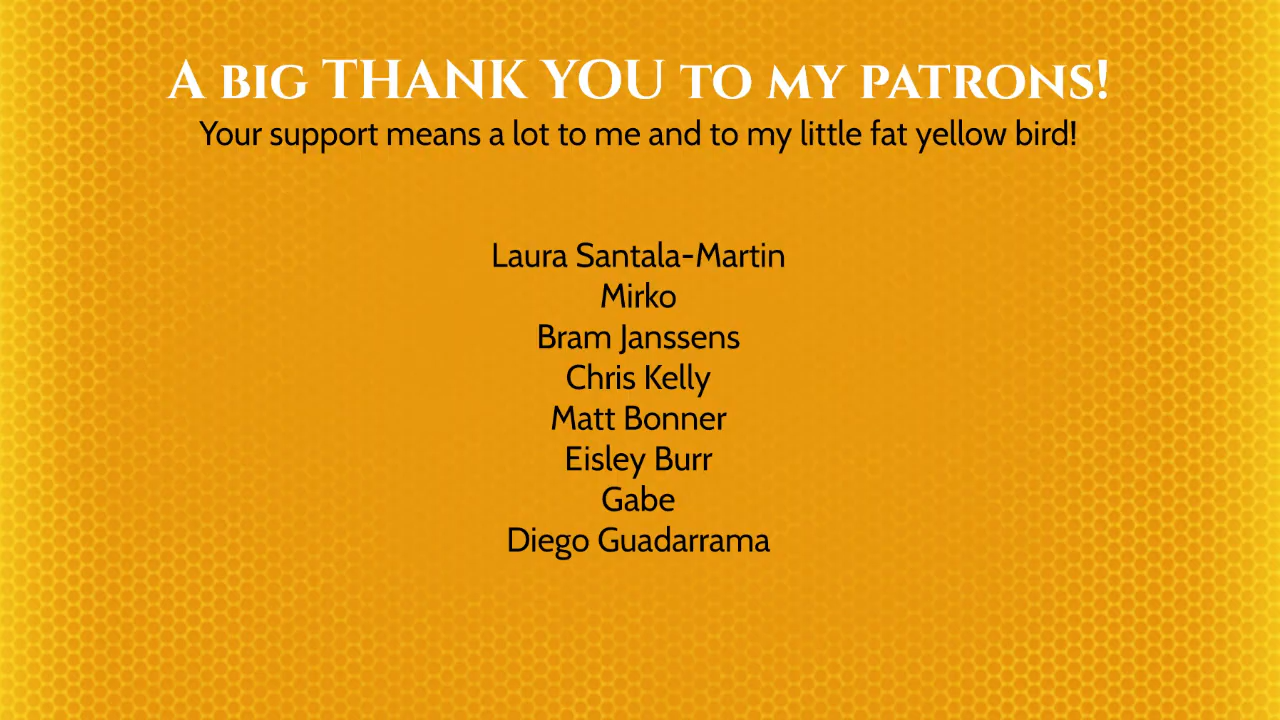 A big THANK YOU to my patrons!
Your support means a lot to me and to my little fat yellow bird!
Laura Santala-Martin
Mirko
Bram Janssens
Chris Kelly
Matt Bonner
Eisley Burr
Gabe
Diego Guadarrama